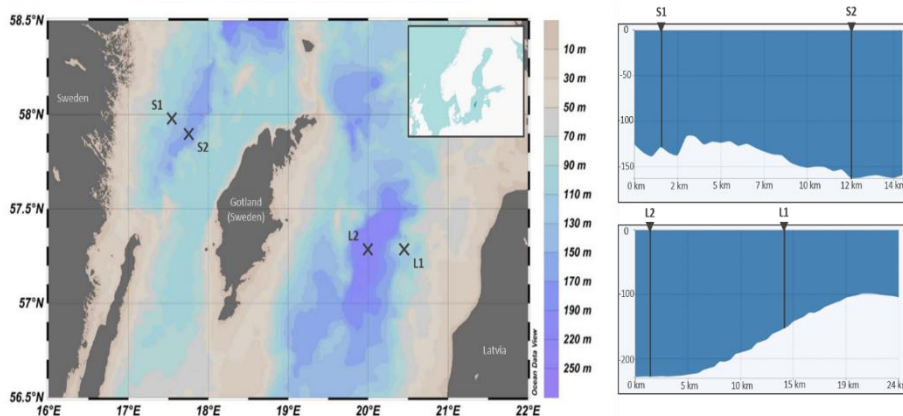 58.5°N
58°N
57.5°N
57°N
56.5°N
16°E
17°E
18°E
19°E
20°E
21°E
22°E
Sweden
S1
S2
Gotland
(Sweden)
L2
L1
Latvia
Ocean Data View
10 m
30 m
50 m
70 m
90 m
110 m
130 m
150 m
170 m
190 m
220 m
250 m
S1
S2
0
-50
-100
-150
0 km
2 km
5 km
7 km
10 km
12 km
14 km
L2
L1
0
-100
-200
0 km
5 km
10 km
15 km
19 km
24 km